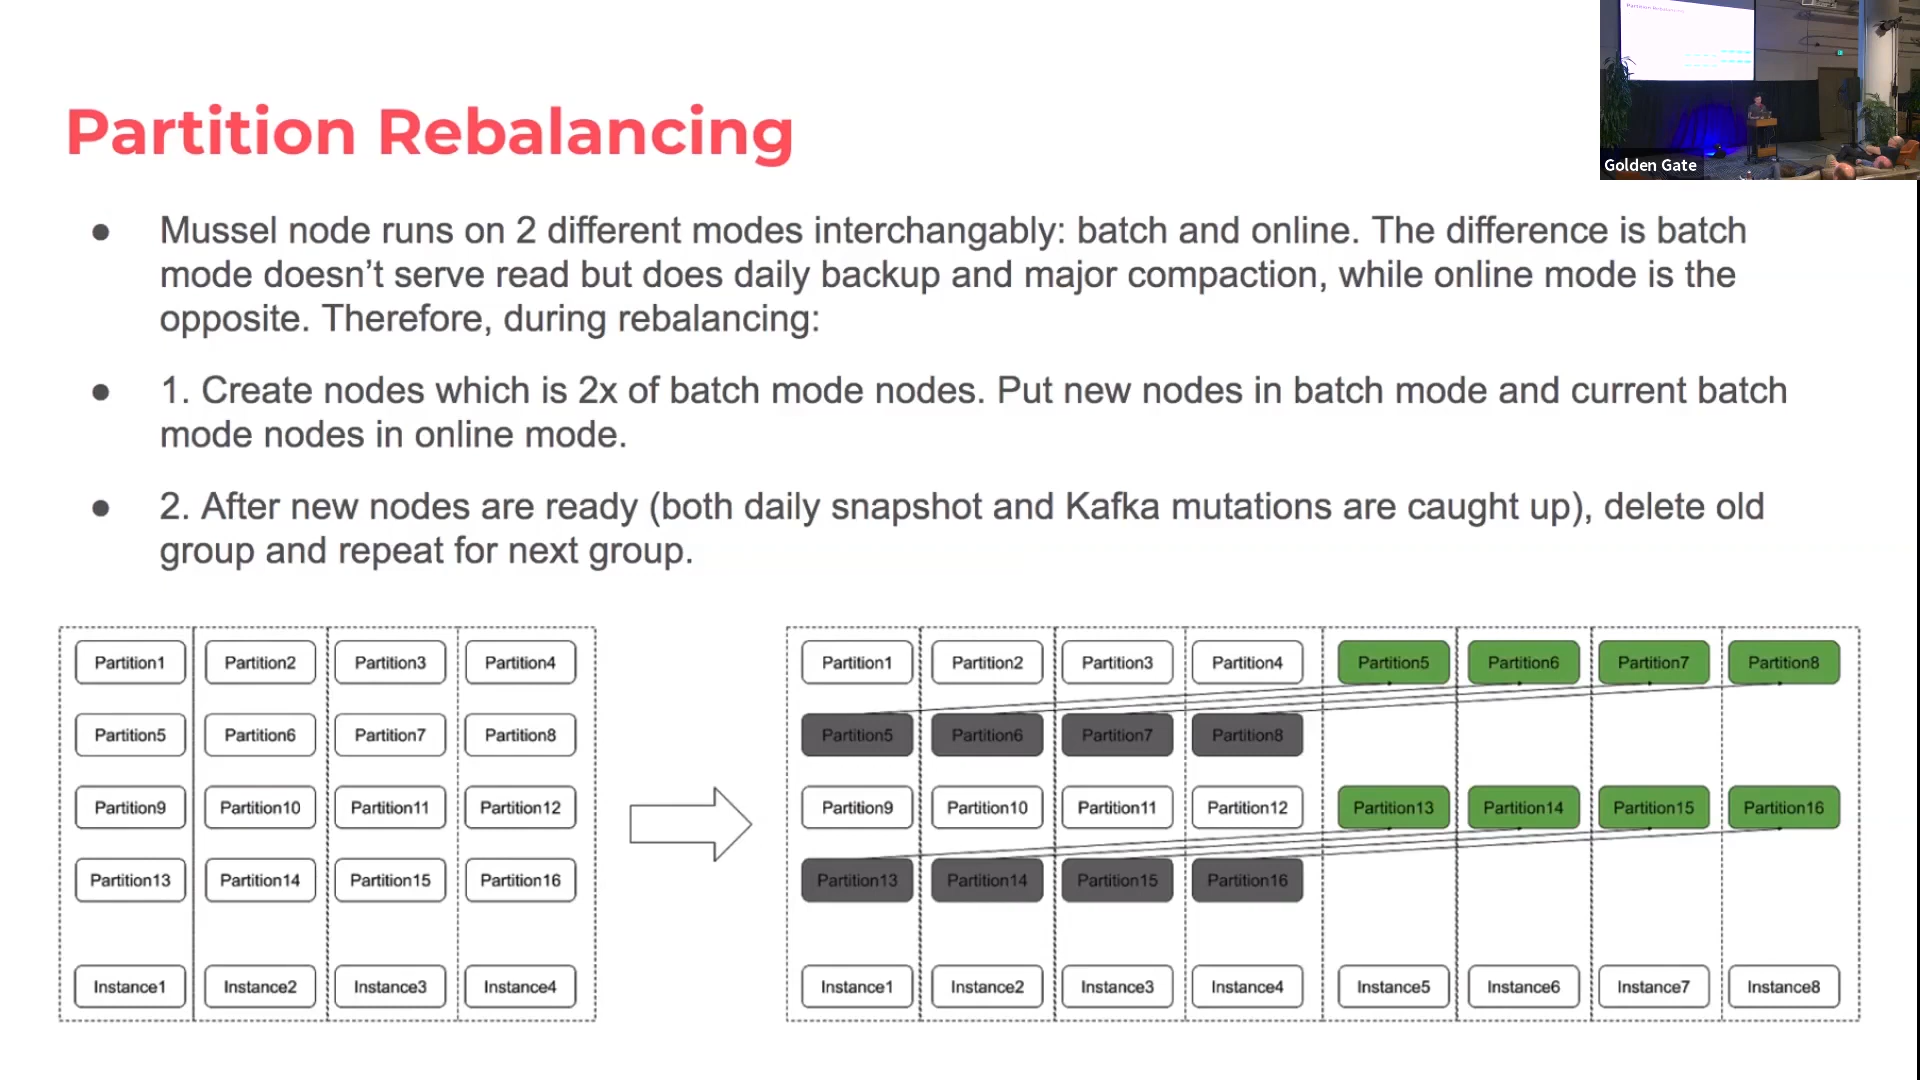 Partition Rebalancing
Golden Gate
● Mussel node runs on 2 different modes interchangably: batch and online. The difference is batch
mode doesn’t serve read but does daily backup and major compaction, while online mode is the
opposite. Therefore, during rebalancing:
● 1. Create nodes which is 2x of batch mode nodes. Put new nodes in batch mode and current batch
mode nodes in online mode.
● 2. After new nodes are ready (both daily snapshot and Kafka mutations are caught up), delete old
group and repeat for next group.
Partition1 Partition2 Partition3 Partition4
Partition5 Partition6 Partition7 Partition8
Partition9 Partition10 Partition11 Partition12
Partition13 Partition14 Partition15 Partition16
Instance1 Instance2 Instance3 Instance4
Partition1 Partition2 Partition3 Partition4 Partition5 Partition6 Partition7 Partition8
Partition5 Partition6 Partition7 Partition8
Partition9 Partition10 Partition11 Partition12 Partition13 Partition14 Partition15 Partition16
Partition13 Partition14 Partition15 Partition16
Instance1 Instance2 Instance3 Instance4 Instance5 Instance6 Instance7 Instance8